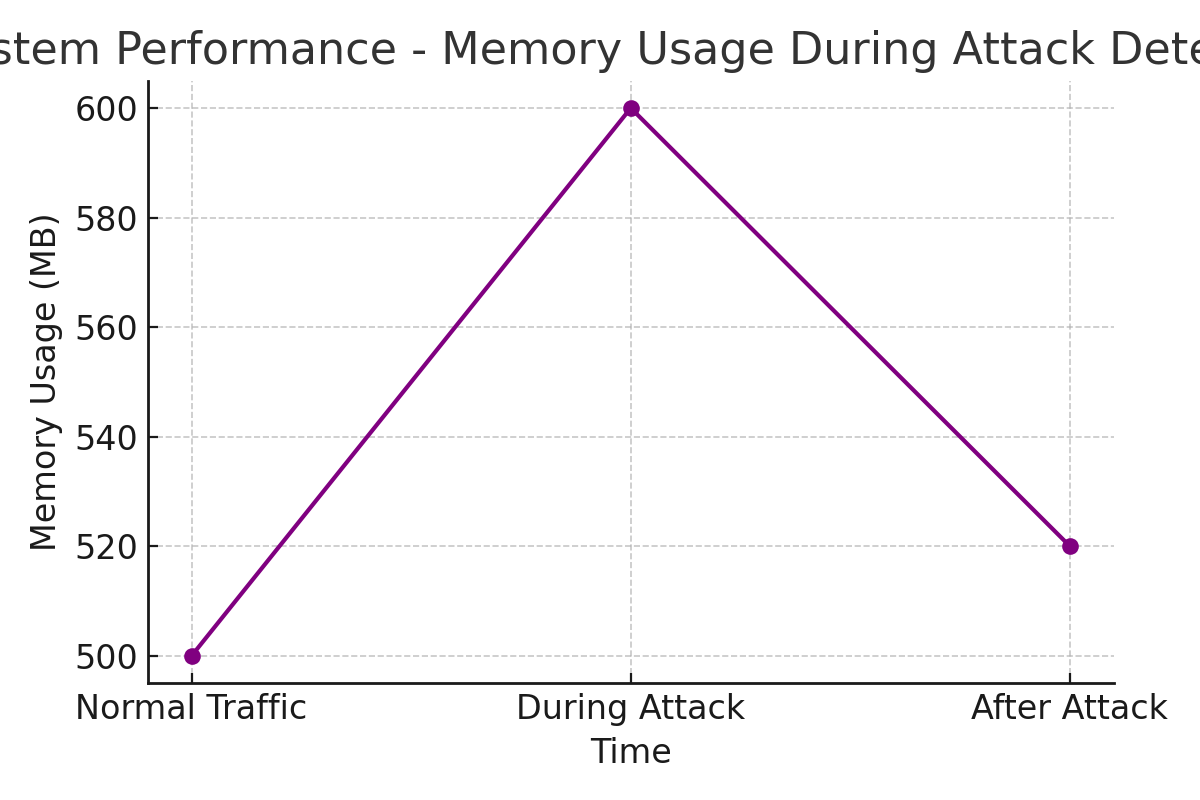 stem Performance - Memory Usage During Attack Dete
600
580
560
540
520
500
Memory Usage (MB)
Normal Traffic
During Attack
After Attack
Time